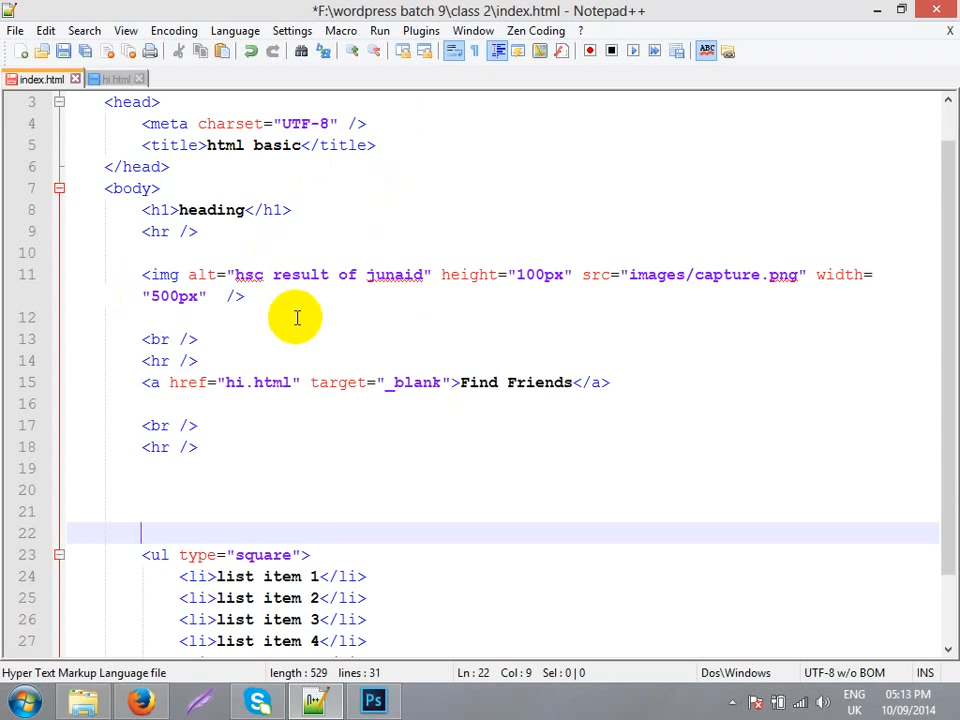 *F:\wordpress batch 9\class 2\index.html - Notepad++
File Edit Search View Encoding Language Settings Macro Run Plugins Window Zen Coding ? X
ABC
index.html hi.html
3 <head>
4 <meta charset="UTF-8" />
5 <title>html basic</title>
6 </head>
7 <body>
8 <h1>heading</h1>
9 <hr />
10
11 <img alt="hsc result of junaid" height="100px" src="images/capture.png" width=
"500px" />
12
13 <br />
14 <hr />
15 <a href="hi.html" target="_blank">Find Friends</a>
16
17 <br />
18 <hr />
19
20
21
22
23 <ul type="square">
24 <li>list item 1</li>
25 <li>list item 2</li>
26 <li>list item 3</li>
27 <li>list item 4</li>
Hyper Text Markup Language file length : 529 lines : 31 Ln : 22 Col : 9 Sel : 0 | 0 Dos\Windows UTF-8 w/o BOM INS
Ps
ENG 05:13 PM
UK 10/09/2014